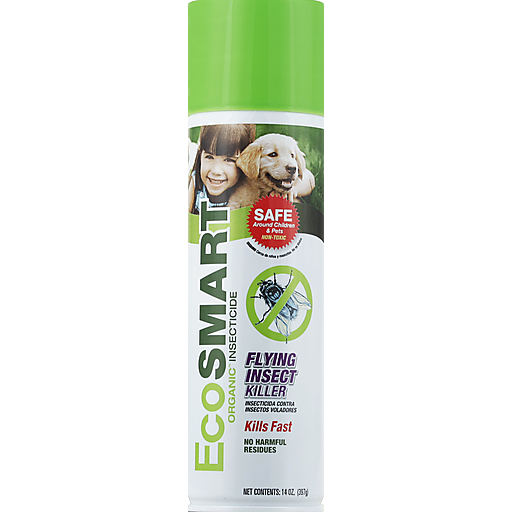 ECOSMART
ORGANIC™ INSECTICIDE
SAFE
Around Children
& Pets
NON-TOXIC
FLYING
INSECT
KILLER
INSECTICIDA CONTRA
INSECTOS VOLADORES
Kills Fast
NO HARMFUL
RESIDUES
NET CONTENTS: 14 OZ. (397g)